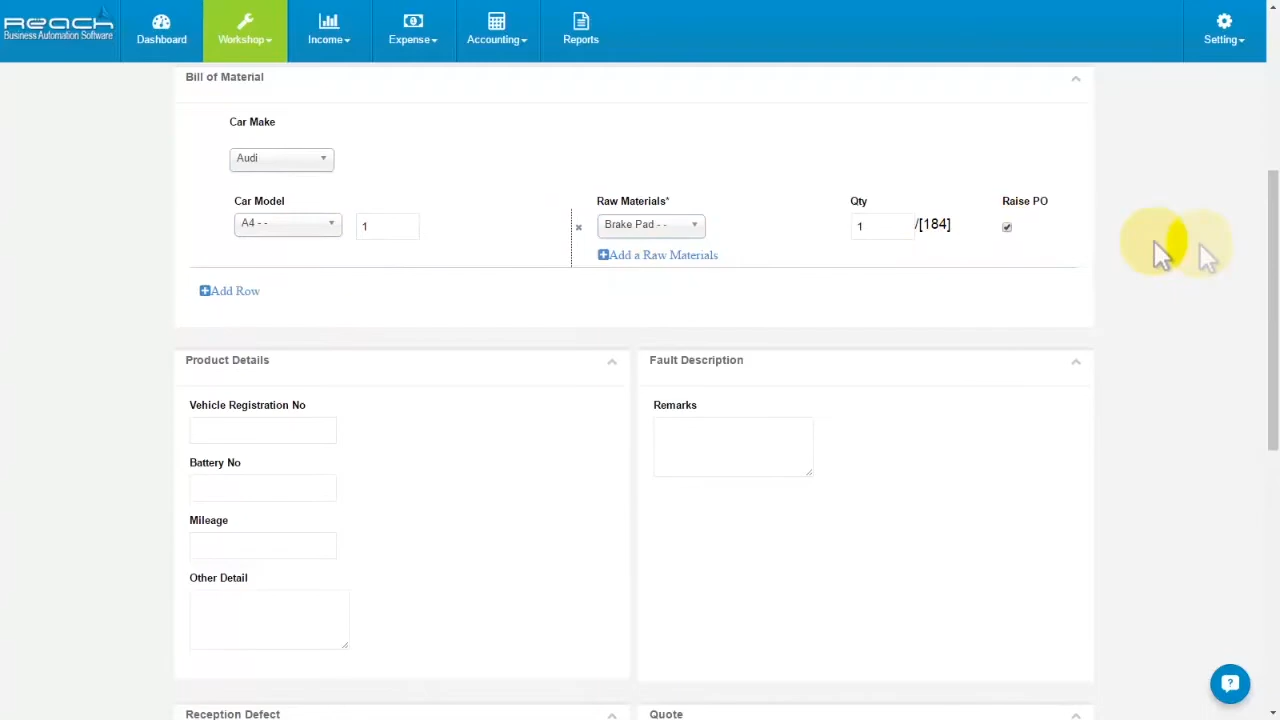 REACH
Business Automation Software
Dashboard
Workshop
Income
Expense
Accounting
Reports
Setting
Bill of Material
Car Make
Audi
Car Model
Raw Materials*
Qty
Raise PO
A4 - -
1
Brake Pad - -
1
/[184]
Add a Raw Materials
Add Row
Product Details
Fault Description
Vehicle Registration No
Remarks
Battery No
Mileage
Other Detail
Reception Defect
Quote